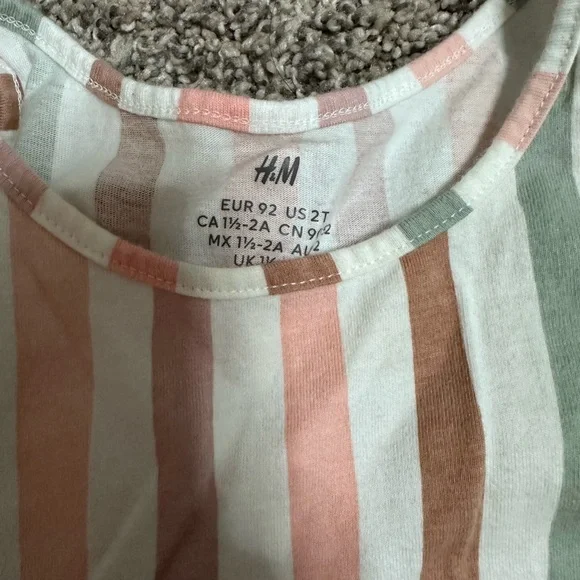 H&M
EUR 92 US 2T
CA 1½-2A CN
MX 1½-2A
UK